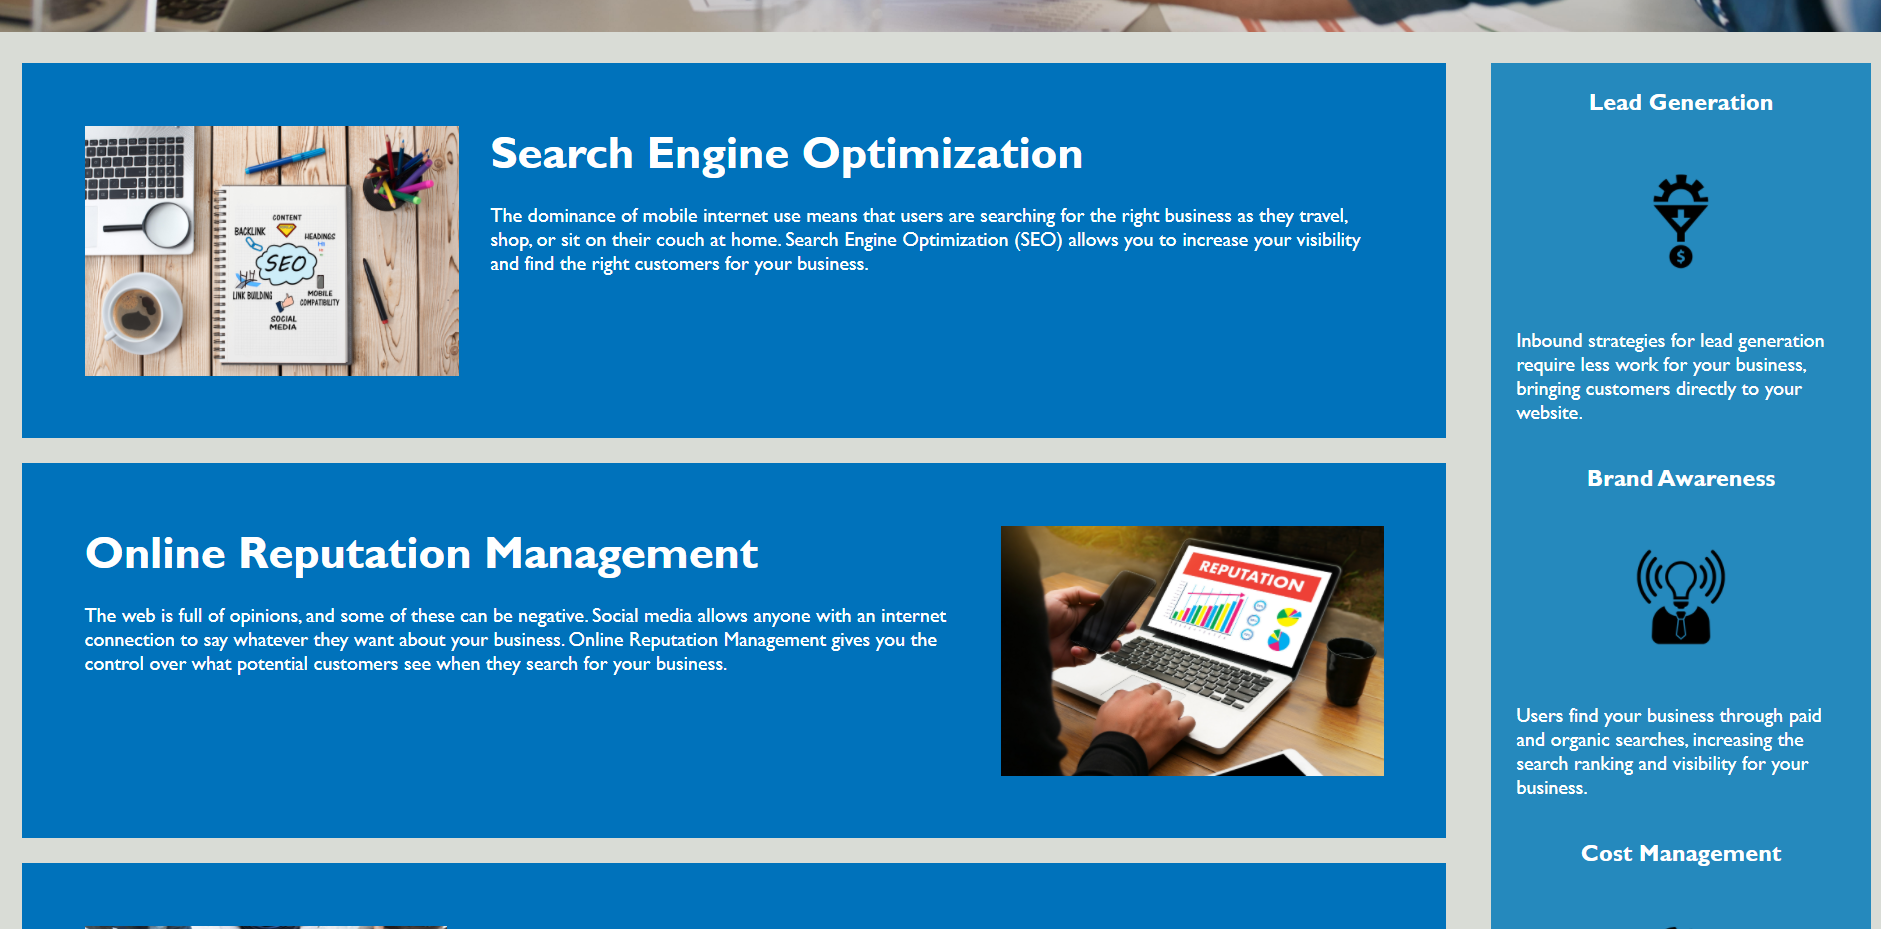 Search Engine Optimization
The dominance of mobile internet use means that users are searching for the right business as they travel,
shop, or sit on their couch at home. Search Engine Optimization (SEO) allows you to increase your visibility
and find the right customers for your business.
CONTENT
BACKLINK
HEADINGS
H1
SEO
LINK BUILDING
MOBILE
COMPATIBILITY
SOCIAL
MEDIA
Online Reputation Management
The web is full of opinions, and some of these can be negative. Social media allows anyone with an internet
connection to say whatever they want about your business. Online Reputation Management gives you the
control over what potential customers see when they search for your business.
REPUTATION
Lead Generation
$
Inbound strategies for lead generation
require less work for your business,
bringing customers directly to your
website.
Brand Awareness
Users find your business through paid
and organic searches, increasing the
search ranking and visibility for your
business.
Cost Management